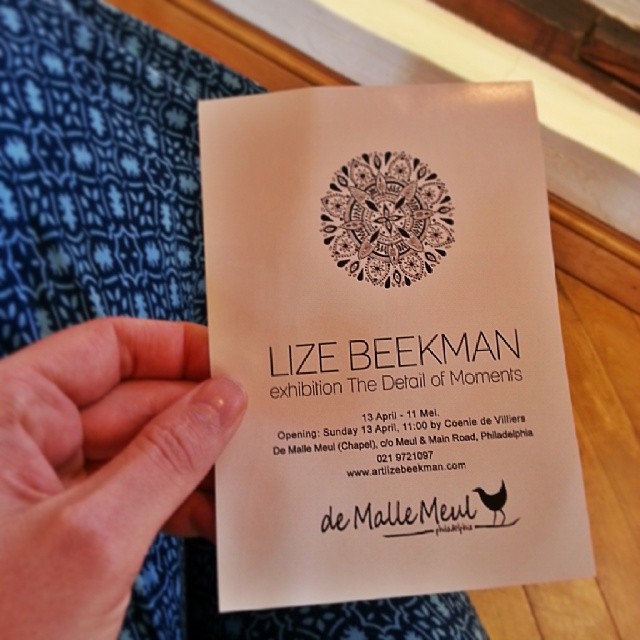 LIZE BEEKMAN
exhibition The Detail of Moments
13 April - 11 Mei.
Opening: Sunday 13 April, 11:00 by Coenie de Villiers
De Malle Meul (Chapel), c/o Meul & Main Road, Philadelphia
021 9721097
www.artlizebeekman.com
de Malle Meul
philadelphia